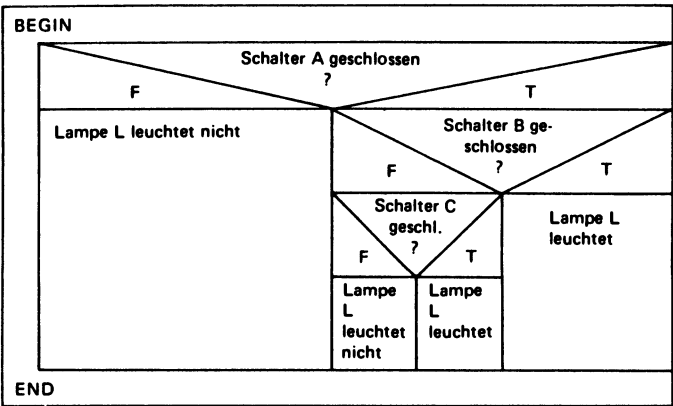 BEGIN
Schalter A geschlossen
?
F
T
Lampe L leuchtet nicht
Schalter B ge-
schlossen
?
F
T
Schalter C
geschl.
?
F
T
Lampe L
leuchtet
Lampe
L
leuchtet
nicht
Lampe
L
leuchtet
END